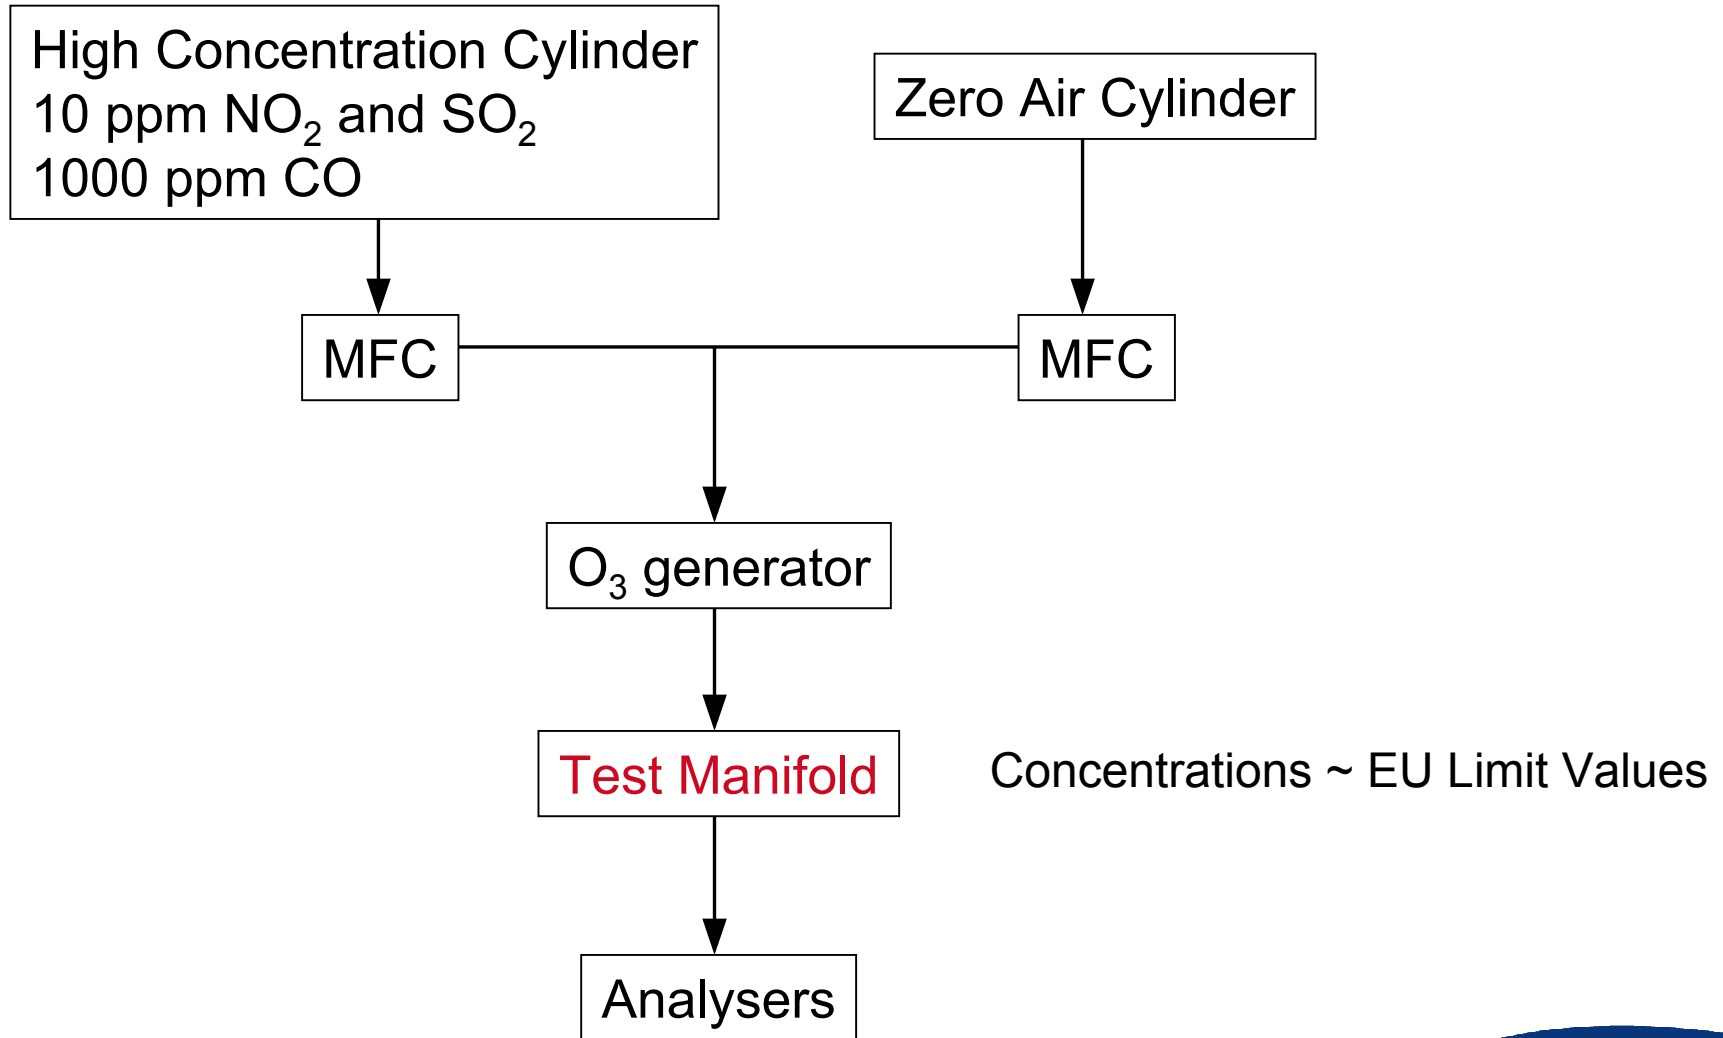 High Concentration Cylinder
10 ppm NO₂ and SO₂
1000 ppm CO
Zero Air Cylinder
MFC
MFC
O₃ generator
Test Manifold
Concentrations ~ EU Limit Values
Analysers